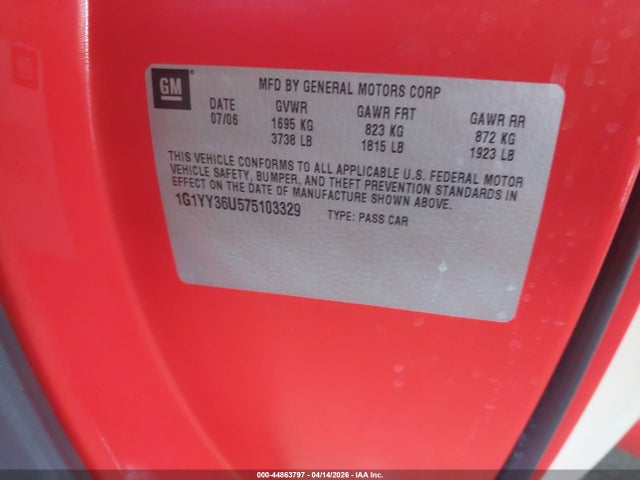 GM
MFD BY GENERAL MOTORS CORP
DATE GVWR GAWR FRT GAWR RR
07/06 1695 KG 823 KG 872 KG
3738 LB 1815 LB 1923 LB
THIS VEHICLE CONFORMS TO ALL APPLICABLE U.S. FEDERAL MOTOR
VEHICLE SAFETY, BUMPER, AND THEFT PREVENTION STANDARDS IN
EFFECT ON THE DATE OF MANUFACTURE SHOWN ABOVE.
1G1YY36U575103329 TYPE: PASS CAR
000-44863797 - 04/14/2026 - IAA Inc.